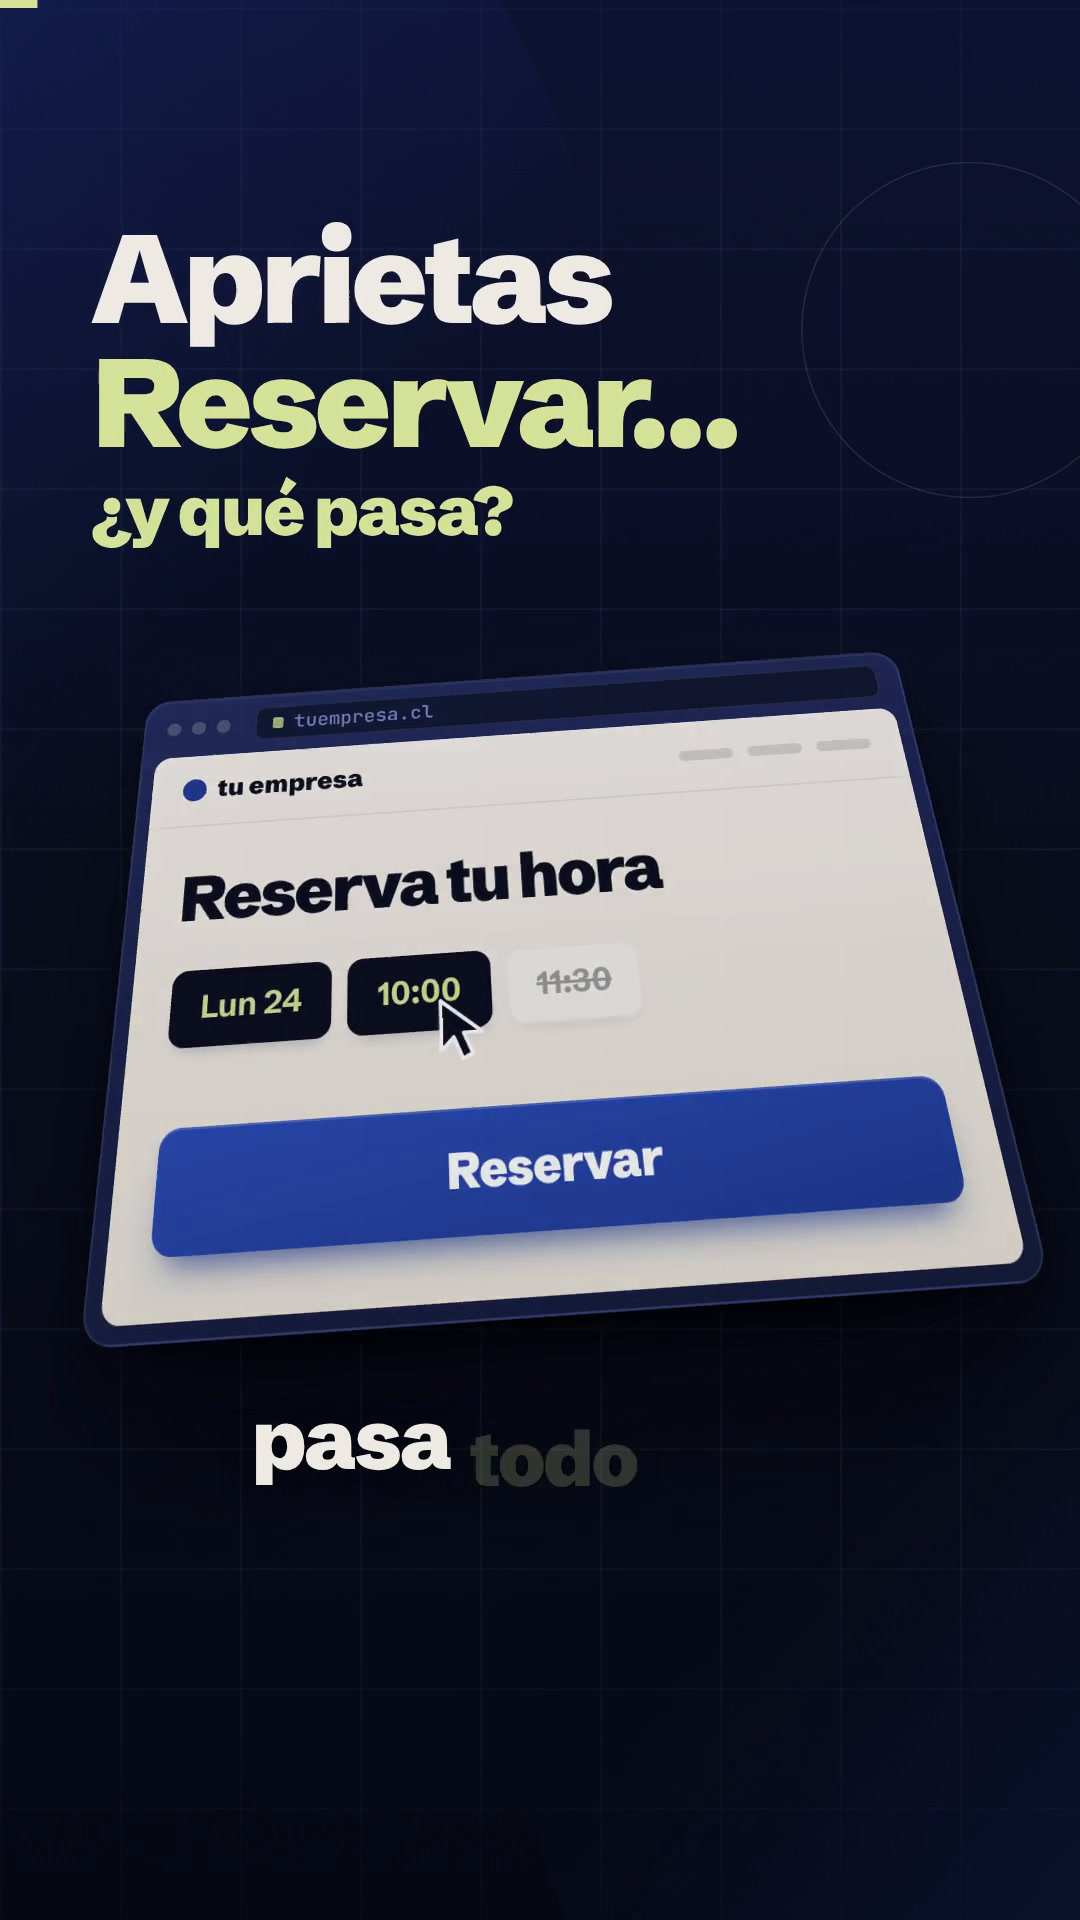 Aprietas
Reservar...
¿y qué pasa?
tuempresa.cl
tu empresa
Reserva tu hora
Lun 24
10:00
11:30
Reservar
pasa todo